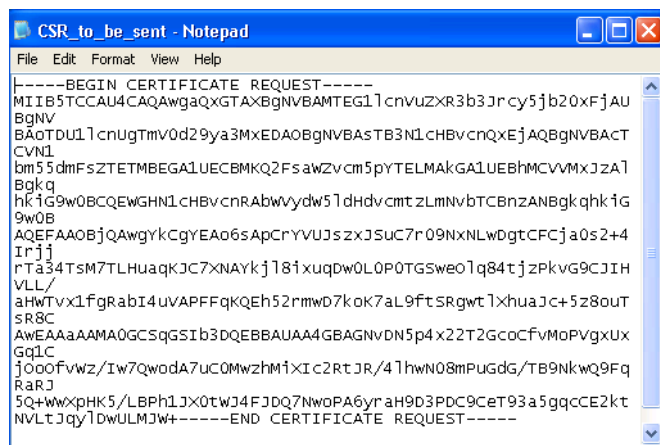 CSR_to_be_sent - Notepad
File Edit Format View Help
-----BEGIN CERTIFICATE REQUEST-----
MIIB5TCCAU4CAQAwgaQxGTAXBgNVBAMTEG1lcnVuZXR3b3Jrcy5jb20xFjAU
BgNV
BAoTDU1lcnUgTmV0d29ya3MxEDAOBgNVBAsTB3N1cHBvcnQxEjAQBgNVBAcT
CVN1
bm55dmFsZTETMBEGA1UECBMKQ2FsaWZvcm5pYTELMAkGA1UEBhMCVVMxJzAl
Bgkq
hkiG9w0BCQEWGHN1cHBvcnRAbWVydW5ldHdvcmtzLmNvbTCBnzANBgkqhkiG
9w0B
AQEFAAOBjQAwgYkCgYEAo6sApCrYVUJszxJSuC7r09NxNLwDgtCFCja0s2+4
Irjj
rTa34TsM7TLHuaqKJC7XNAYkjl8ixuqDw0L0P0TGSweOlq84tjzPkvG9CJIH
VLL/
aHWTvx1fgRabI4uVAPFFqKQEh52rmwD7koK7aL9ftSRgwtlXhuaJc+5z8ouT
sR8C
AwEAAaAAMA0GCSqGSIb3DQEBBAUAA4GBAGNvDN5p4x22T2GcoCfvMoPVgxUx
Gq1C
jooofvWz/Iw7QwodA7uC0MwzhMiXIc2RtJR/4lhwN08mPuGdG/TB9NkwQ9Fq
RaRJ
5Q+WwXpHK5/LBPh1JX0tWJ4FJDQ7NwoPA6yraH9D3PDC9CeT93a5gqcCE2kt
NVLtJqylDwULMJW+-----END CERTIFICATE REQUEST-----